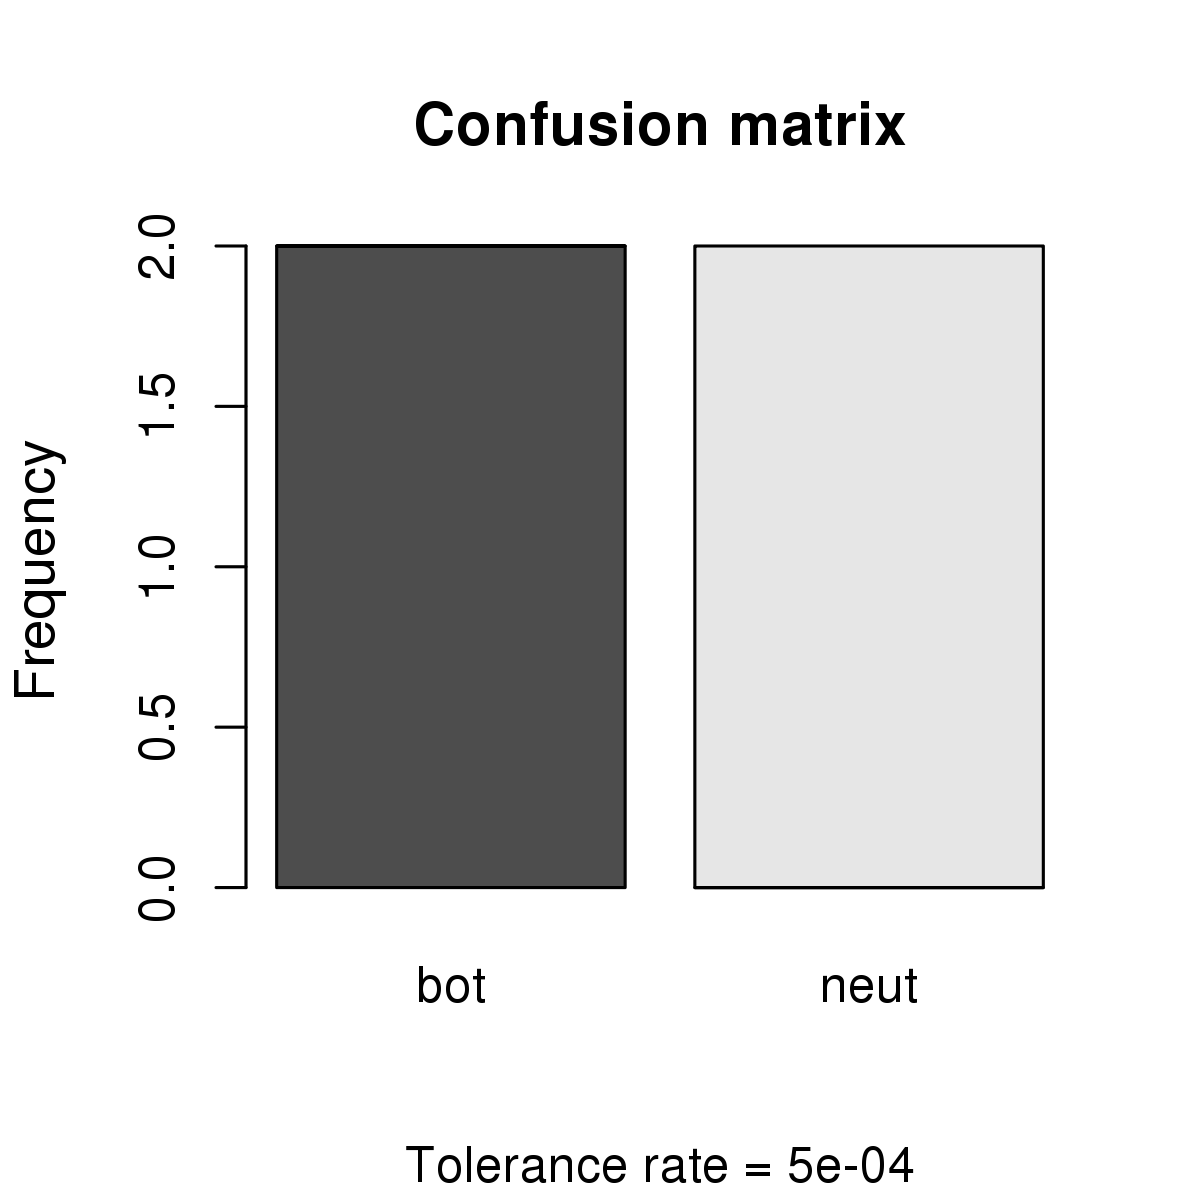 Confusion matrix
Frequency
2.0
1.5
1.0
0.5
0.0
bot neut
Tolerance rate = 5e-04